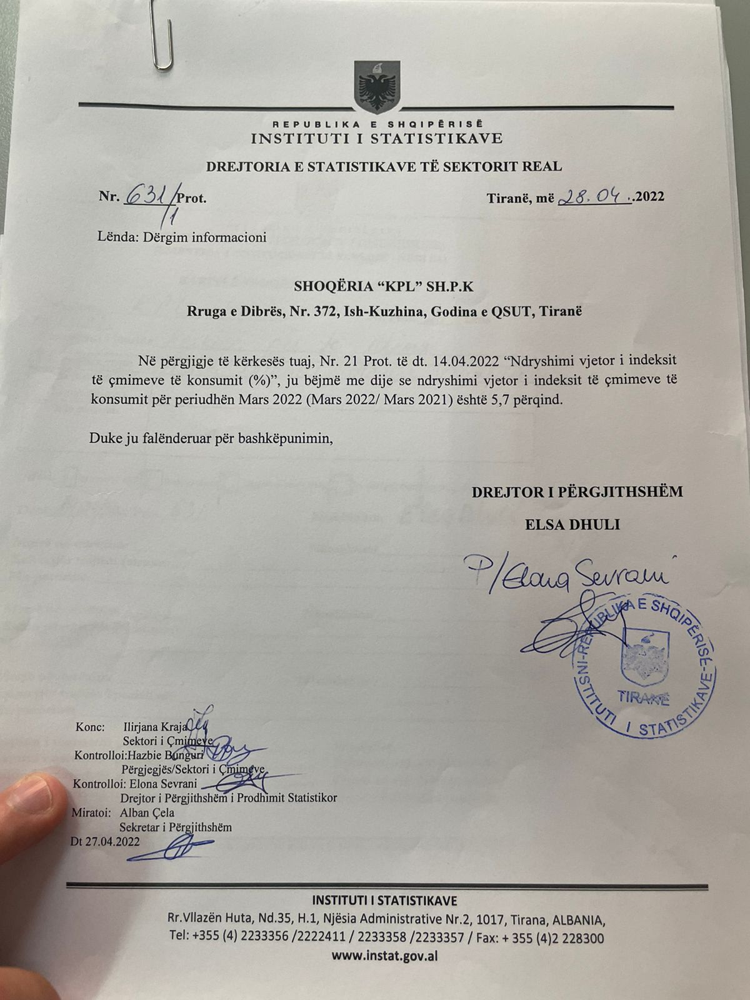 REPUBLIKA E SHQIPËRISË
INSTITUTI I STATISTIKAVE
DREJTORIA E STATISTIKAVE TË SEKTORIT REAL
Nr. 631/1 Prot.
Tiranë, më 28.04..2022
Lënda: Dërgim informacioni
SHOQËRIA “KPL” SH.P.K
Rruga e Dibrës, Nr. 372, Ish-Kuzhina, Godina e QSUT, Tiranë
Në përgjigje të kërkesës tuaj, Nr. 21 Prot. të dt. 14.04.2022 “Ndryshimi vjetor i indeksit
të çmimeve të konsumit (%)”, ju bëjmë me dije se ndryshimi vjetor i indeksit të çmimeve të
konsumit për periudhën Mars 2022 (Mars 2022/ Mars 2021) është 5,7 përqind.
Duke ju falënderuar për bashkëpunimin,
DREJTOR I PËRGJITHSHËM
ELSA DHULI
P/Elona Sevrani
REPUBLIKA E SHQIPËRISË
INSTITUTI I STATISTIKAVE
TIRANË
Konc: Ilirjana Kraja
Sektori i Çmimeve
Kontrolloi:Hazbie Bunguri
Përgjegjës/Sektori i Çmimeve
Kontrolloi: Elona Sevrani
Drejtor i Përgjithshëm i Prodhimit Statistikor
Miratoi: Alban Çela
Sekretar i Përgjithshëm
Dt 27.04.2022
INSTITUTI I STATISTIKAVE
Rr.Vllazën Huta, Nd.35, H.1, Njësia Administrative Nr.2, 1017, Tirana, ALBANIA,
Tel: +355 (4) 2233356 /2222411 / 2233358 /2233357 / Fax: + 355 (4)2 228300
www.instat.gov.al